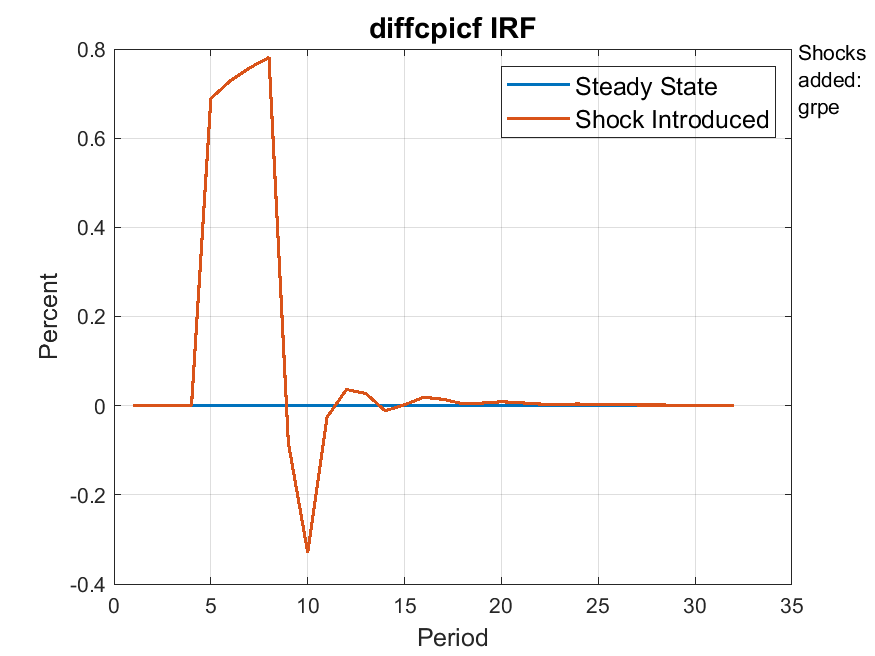 diffcpicf IRF
Shocks
added:
grpe
Steady State
Shock Introduced
0.8
0.6
0.4
0.2
0
-0.2
-0.4
Percent
0 5 10 15 20 25 30 35
Period